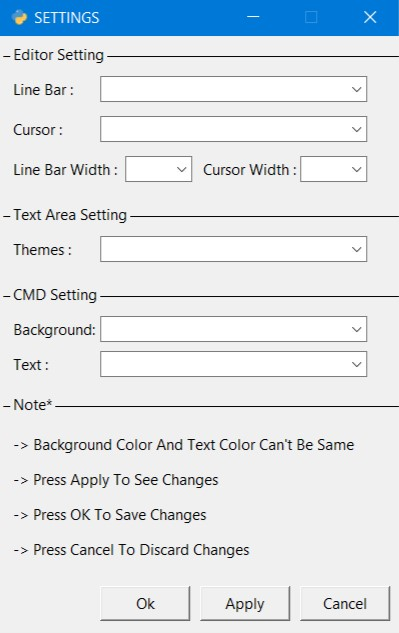 SETTINGS
Editor Setting
Line Bar :
Cursor :
Line Bar Width : Cursor Width :
Text Area Setting
Themes :
CMD Setting
Background:
Text :
Note*
-> Background Color And Text Color Can't Be Same
-> Press Apply To See Changes
-> Press OK To Save Changes
-> Press Cancel To Discard Changes
Ok Apply Cancel